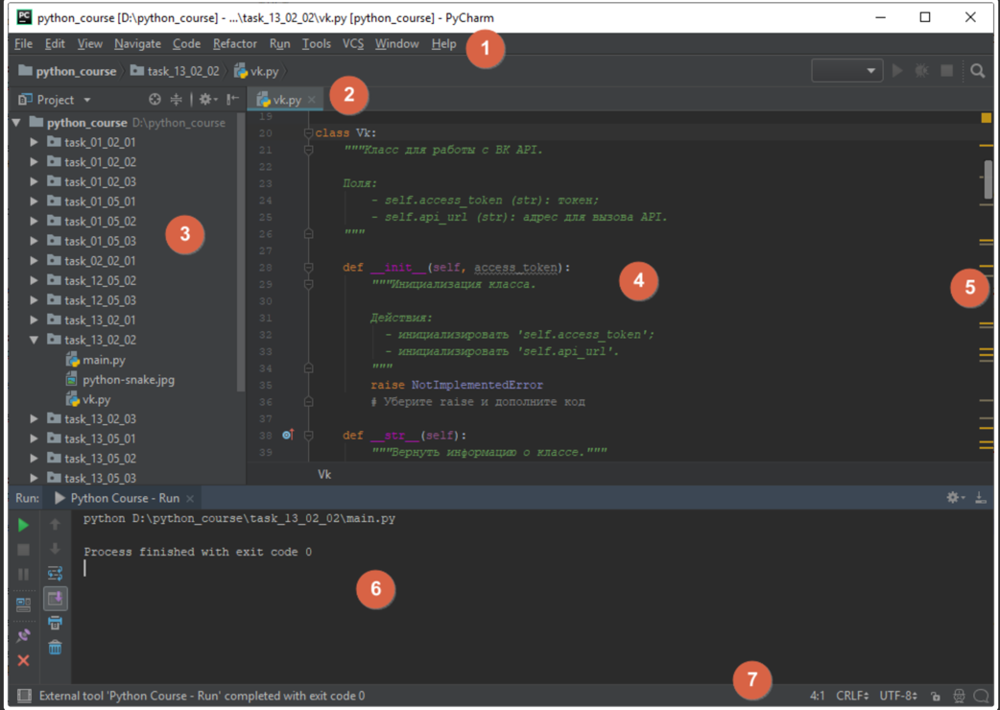 python_course [D:\python_course] - ...\task_13_02_02\vk.py [python_course] - PyCharm
File Edit View Navigate Code Refactor Run Tools VCS Window Help
1
python_course task_13_02_02 vk.py
Project
vk.py
2
python_course D:\python_course
task_01_02_01
task_01_02_02
task_01_02_03
task_01_05_01
task_01_05_02
task_01_05_03
task_02_02_01
task_12_05_02
task_12_05_03
task_13_02_01
task_13_02_02
main.py
python-snake.jpg
vk.py
task_13_02_03
task_13_05_01
task_13_05_02
task_13_05_03
3
19
20 class Vk:
21 """Класс для работы с ВК API.
22
23 Поля:
24 - self.access_token (str): токен;
25 - self.api_url (str): адрес для вызова API.
26 """
27
28 def __init__(self, access_token):
29 """Инициализация класса.
30
31 Действия:
32 - инициализировать 'self.access_token';
33 - инициализировать 'self.api_url'.
34 """
35 raise NotImplementedError
36 # Уберите raise и дополните код
37
38 def __str__(self):
39 """Вернуть информацию о классе."""
4
5
Vk
Run: Python Course - Run
python D:\python_course\task_13_02_02\main.py
Process finished with exit code 0
6
7
External tool 'Python Course - Run' completed with exit code 0
4:1 CRLF UTF-8